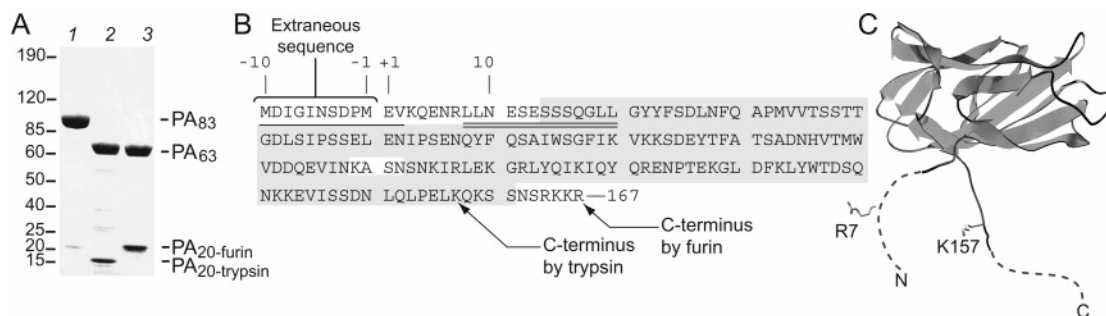 A
1 2 3
190
120
85
60
50
40
25
20
15
PA83
PA63
PA20-furin
PA20-trypsin
B
Extraneous
sequence
-10 -1 +1 10
MDIGINSDPM EVKQENRLLN ESESSSQGLL GYYFSDLNFQ APMVVTSSTT
GDLSIPSSEL ENIPSENQYF QSAIWSGFIK VKKSDEYTFA TSADNHVTMW
VDDQEVINKA SNSNKIRLEK GRLYQIKIQY QRENPTEKGL DFKLYWTDSQ
NKKEVISSDN LQLPELKQKS SNSRKKR—167
C-terminus
by trypsin
C-terminus
by furin
C
R7
K157
N
C